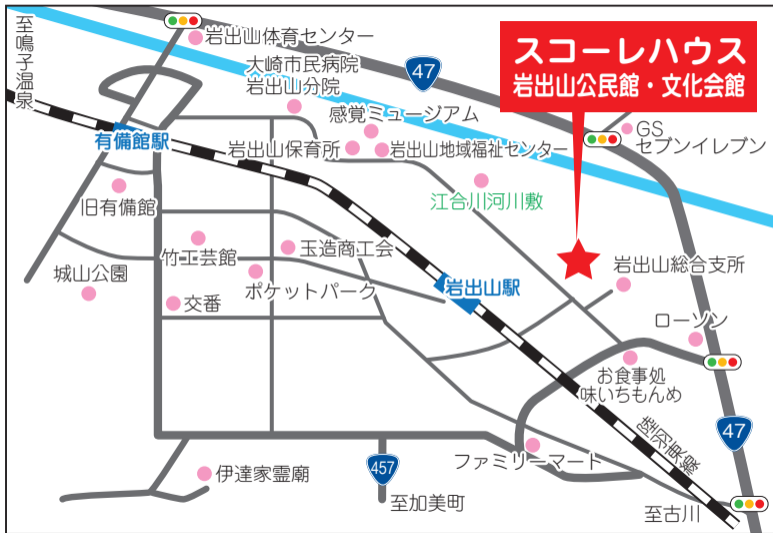 至鳴子温泉
岩出山体育センター
大崎市民病院
岩出山分院
47
スコーレハウス
岩出山公民館・文化会館
感覚ミュージアム
GS
セブンイレブン
有備館駅
岩出山保育所
岩出山地域福祉センター
旧有備館
江合川河川敷
竹工芸館
玉造商工会
城山公園
ポケットパーク
岩出山駅
岩出山総合支所
交番
ローソン
お食事処
味いちもんめ
陸羽東線
47
ファミリーマート
伊達家霊廟
457
至加美町
至古川